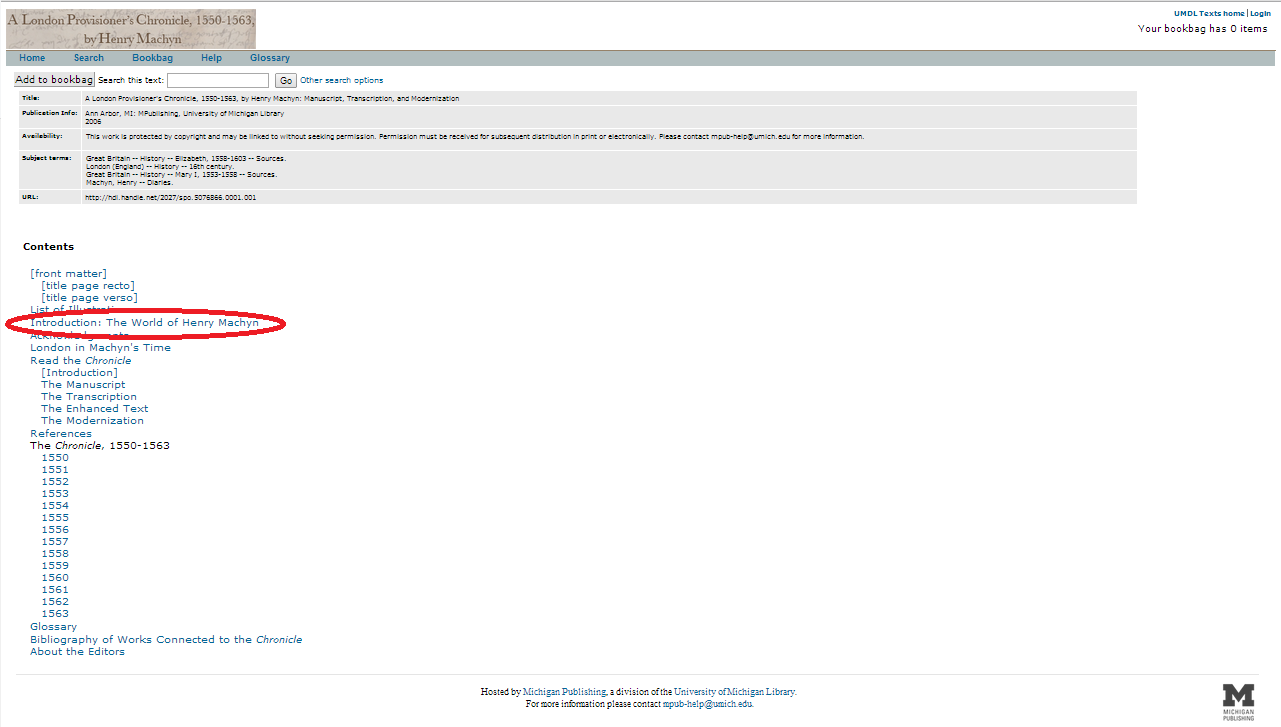 A London Provisioner's Chronicle, 1550-1563,
by Henry Machyn
UMDL Texts home | Login
Your bookbag has 0 items
Home Search Bookbag Help Glossary
Add to bookbag Search this text: Go Other search options
Title: A London Provisioner's Chronicle, 1550-1563, by Henry Machyn: Manuscript, Transcription, and Modernization
Publication Info: Ann Arbor, MI: MPublishing, University of Michigan Library
2006
Availability: This work is protected by copyright and may be linked to without seeking permission. Permission must be received for subsequent distribution in print or electronically. Please contact mpub-help@umich.edu for more information.
Subject terms: Great Britain -- History -- Elizabeth, 1558-1603 -- Sources.
London (England) -- History -- 16th century.
Great Britain -- History -- Mary I, 1553-1558 -- Sources.
Machyn, Henry -- Diaries.
URL: http://hdl.handle.net/2027/spo.5076866.0001.001
Contents
[front matter]
[title page recto]
[title page verso]
List of Illustrati
Introduction: The World of Henry Machyn
Acknowledgments
London in Machyn's Time
Read the Chronicle
[Introduction]
The Manuscript
The Transcription
The Enhanced Text
The Modernization
References
The Chronicle, 1550-1563
1550
1551
1552
1553
1554
1555
1556
1557
1558
1559
1560
1561
1562
1563
Glossary
Bibliography of Works Connected to the Chronicle
About the Editors
Hosted by Michigan Publishing, a division of the University of Michigan Library.
For more information please contact mpub-help@umich.edu.
M
MICHIGAN
PUBLISHING